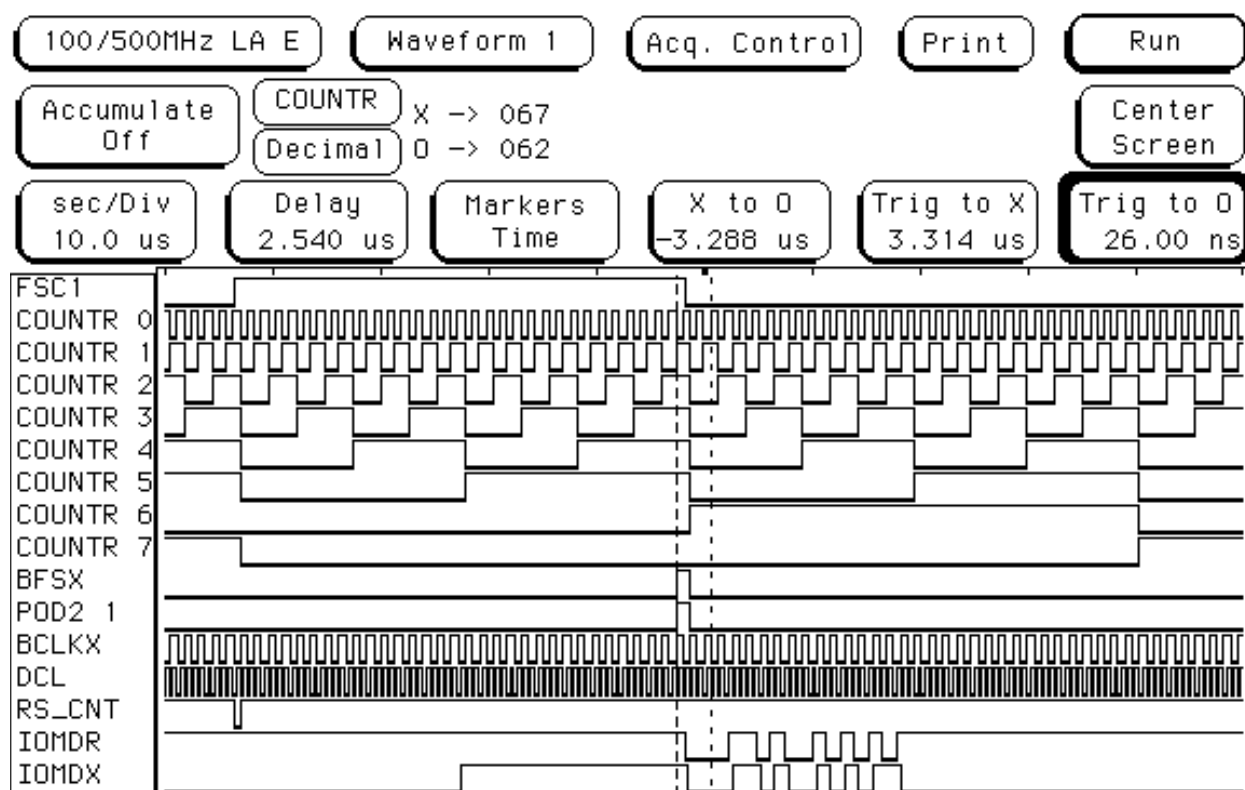 100/500MHz LA E Waveform 1 Acq. Control Print Run
Accumulate Off COUNTR X -> 067 Center Screen
Decimal O -> 062
sec/Div Delay Markers X to O Trig to X Trig to O
10.0 us 2.540 us Time -3.288 us 3.314 us 26.00 ns
FSC1
COUNTR 0
COUNTR 1
COUNTR 2
COUNTR 3
COUNTR 4
COUNTR 5
COUNTR 6
COUNTR 7
BFSX
POD2 1
BCLKX
DCL
RS_CNT
IOMDR
IOMDX